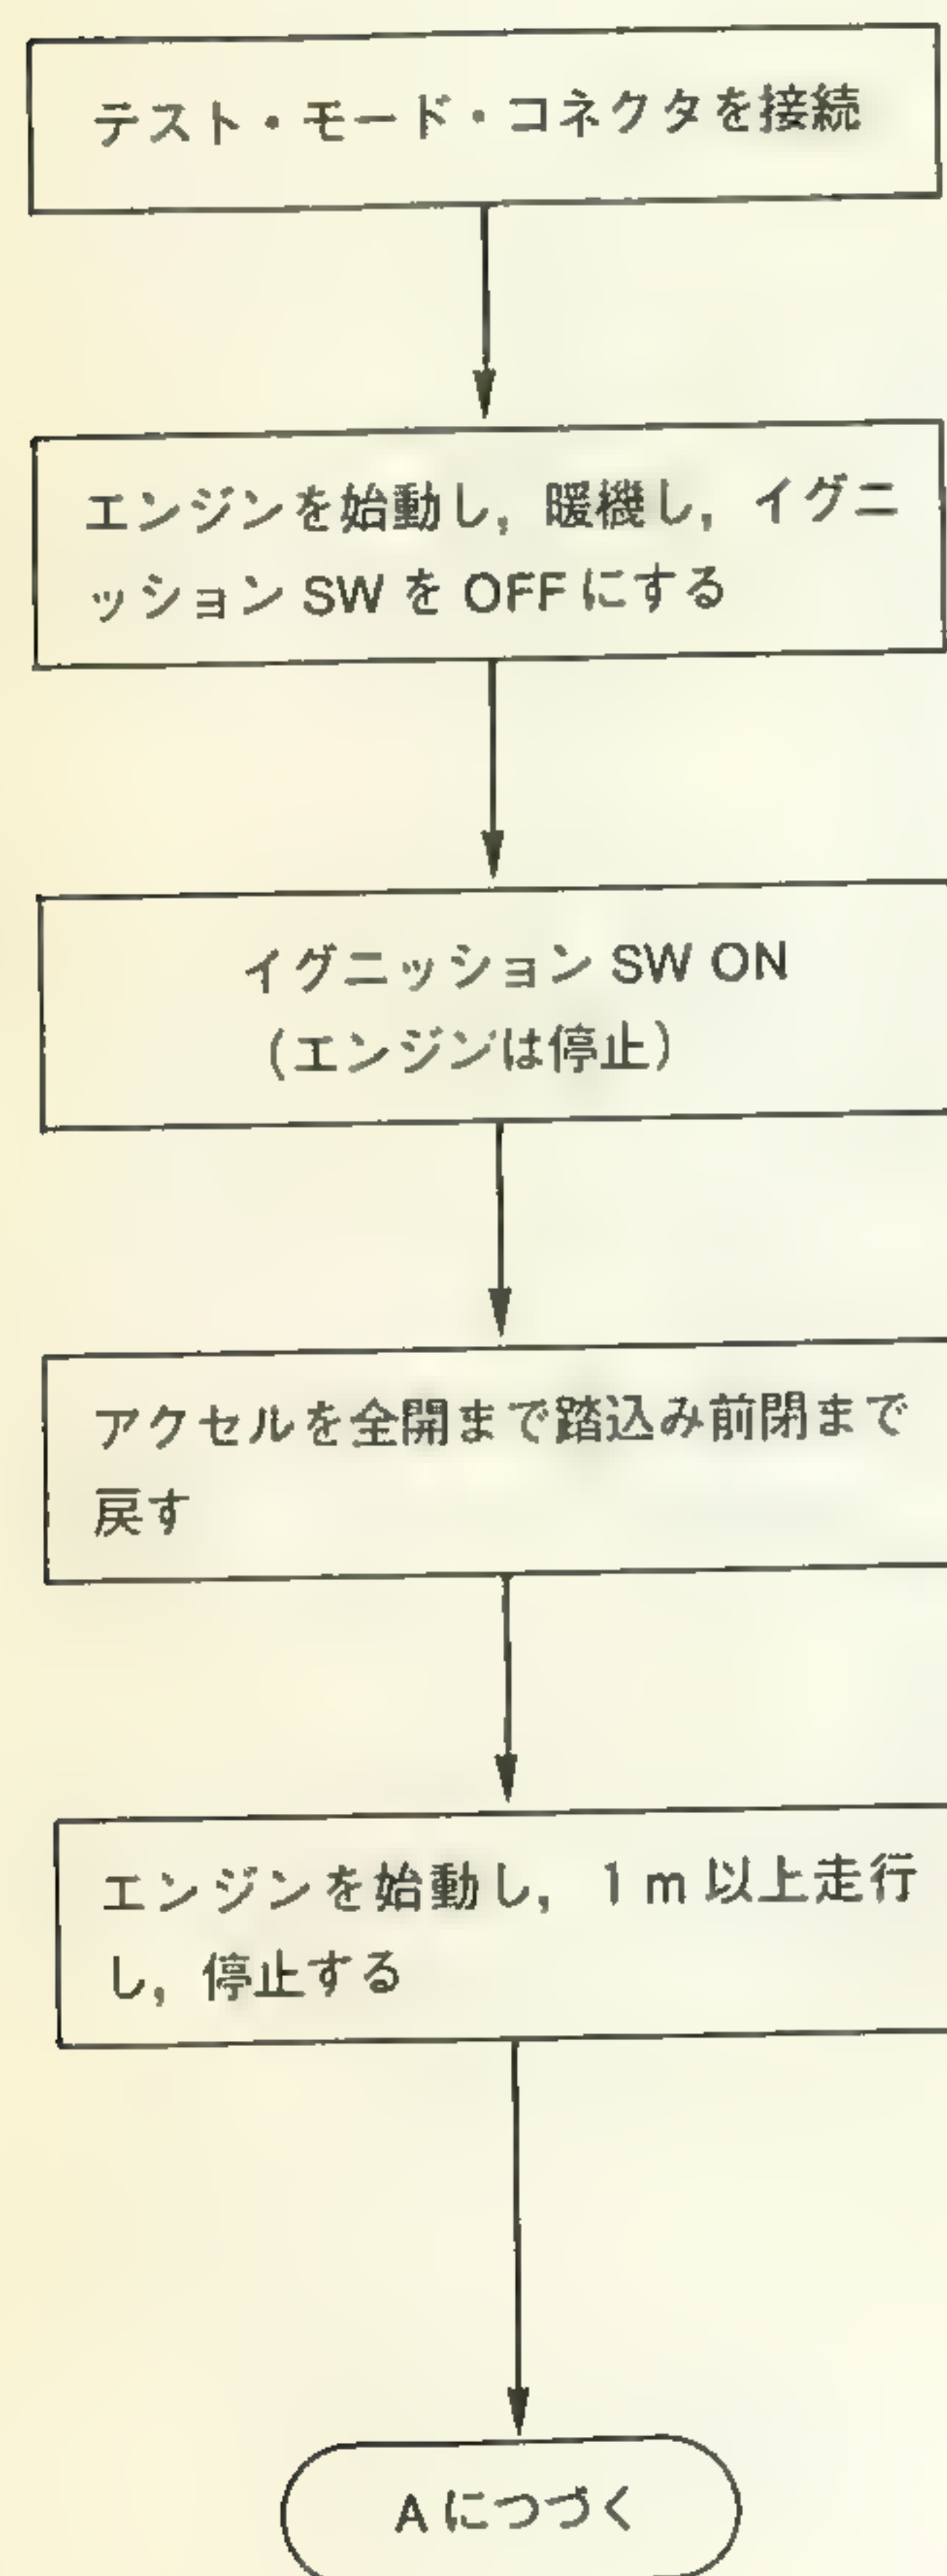 テスト・モード・コネクタを接続
エンジンを始動し，暖機し，イグニ
ッション SW を OFF にする
イグニッション SW ON
（エンジンは停止）
アクセルを全開まで踏込み前閉まで
戻す
エンジンを始動し，1 m 以上走行
し，停止する
A につづく